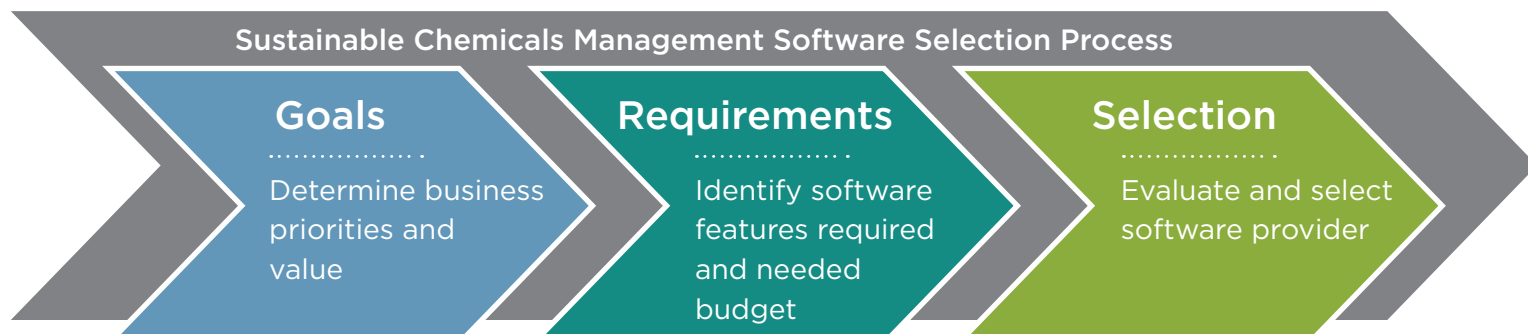 Sustainable Chemicals Management Software Selection Process
Goals
Determine business
priorities and
value
Requirements
Identify software
features required
and needed
budget
Selection
Evaluate and select
software provider